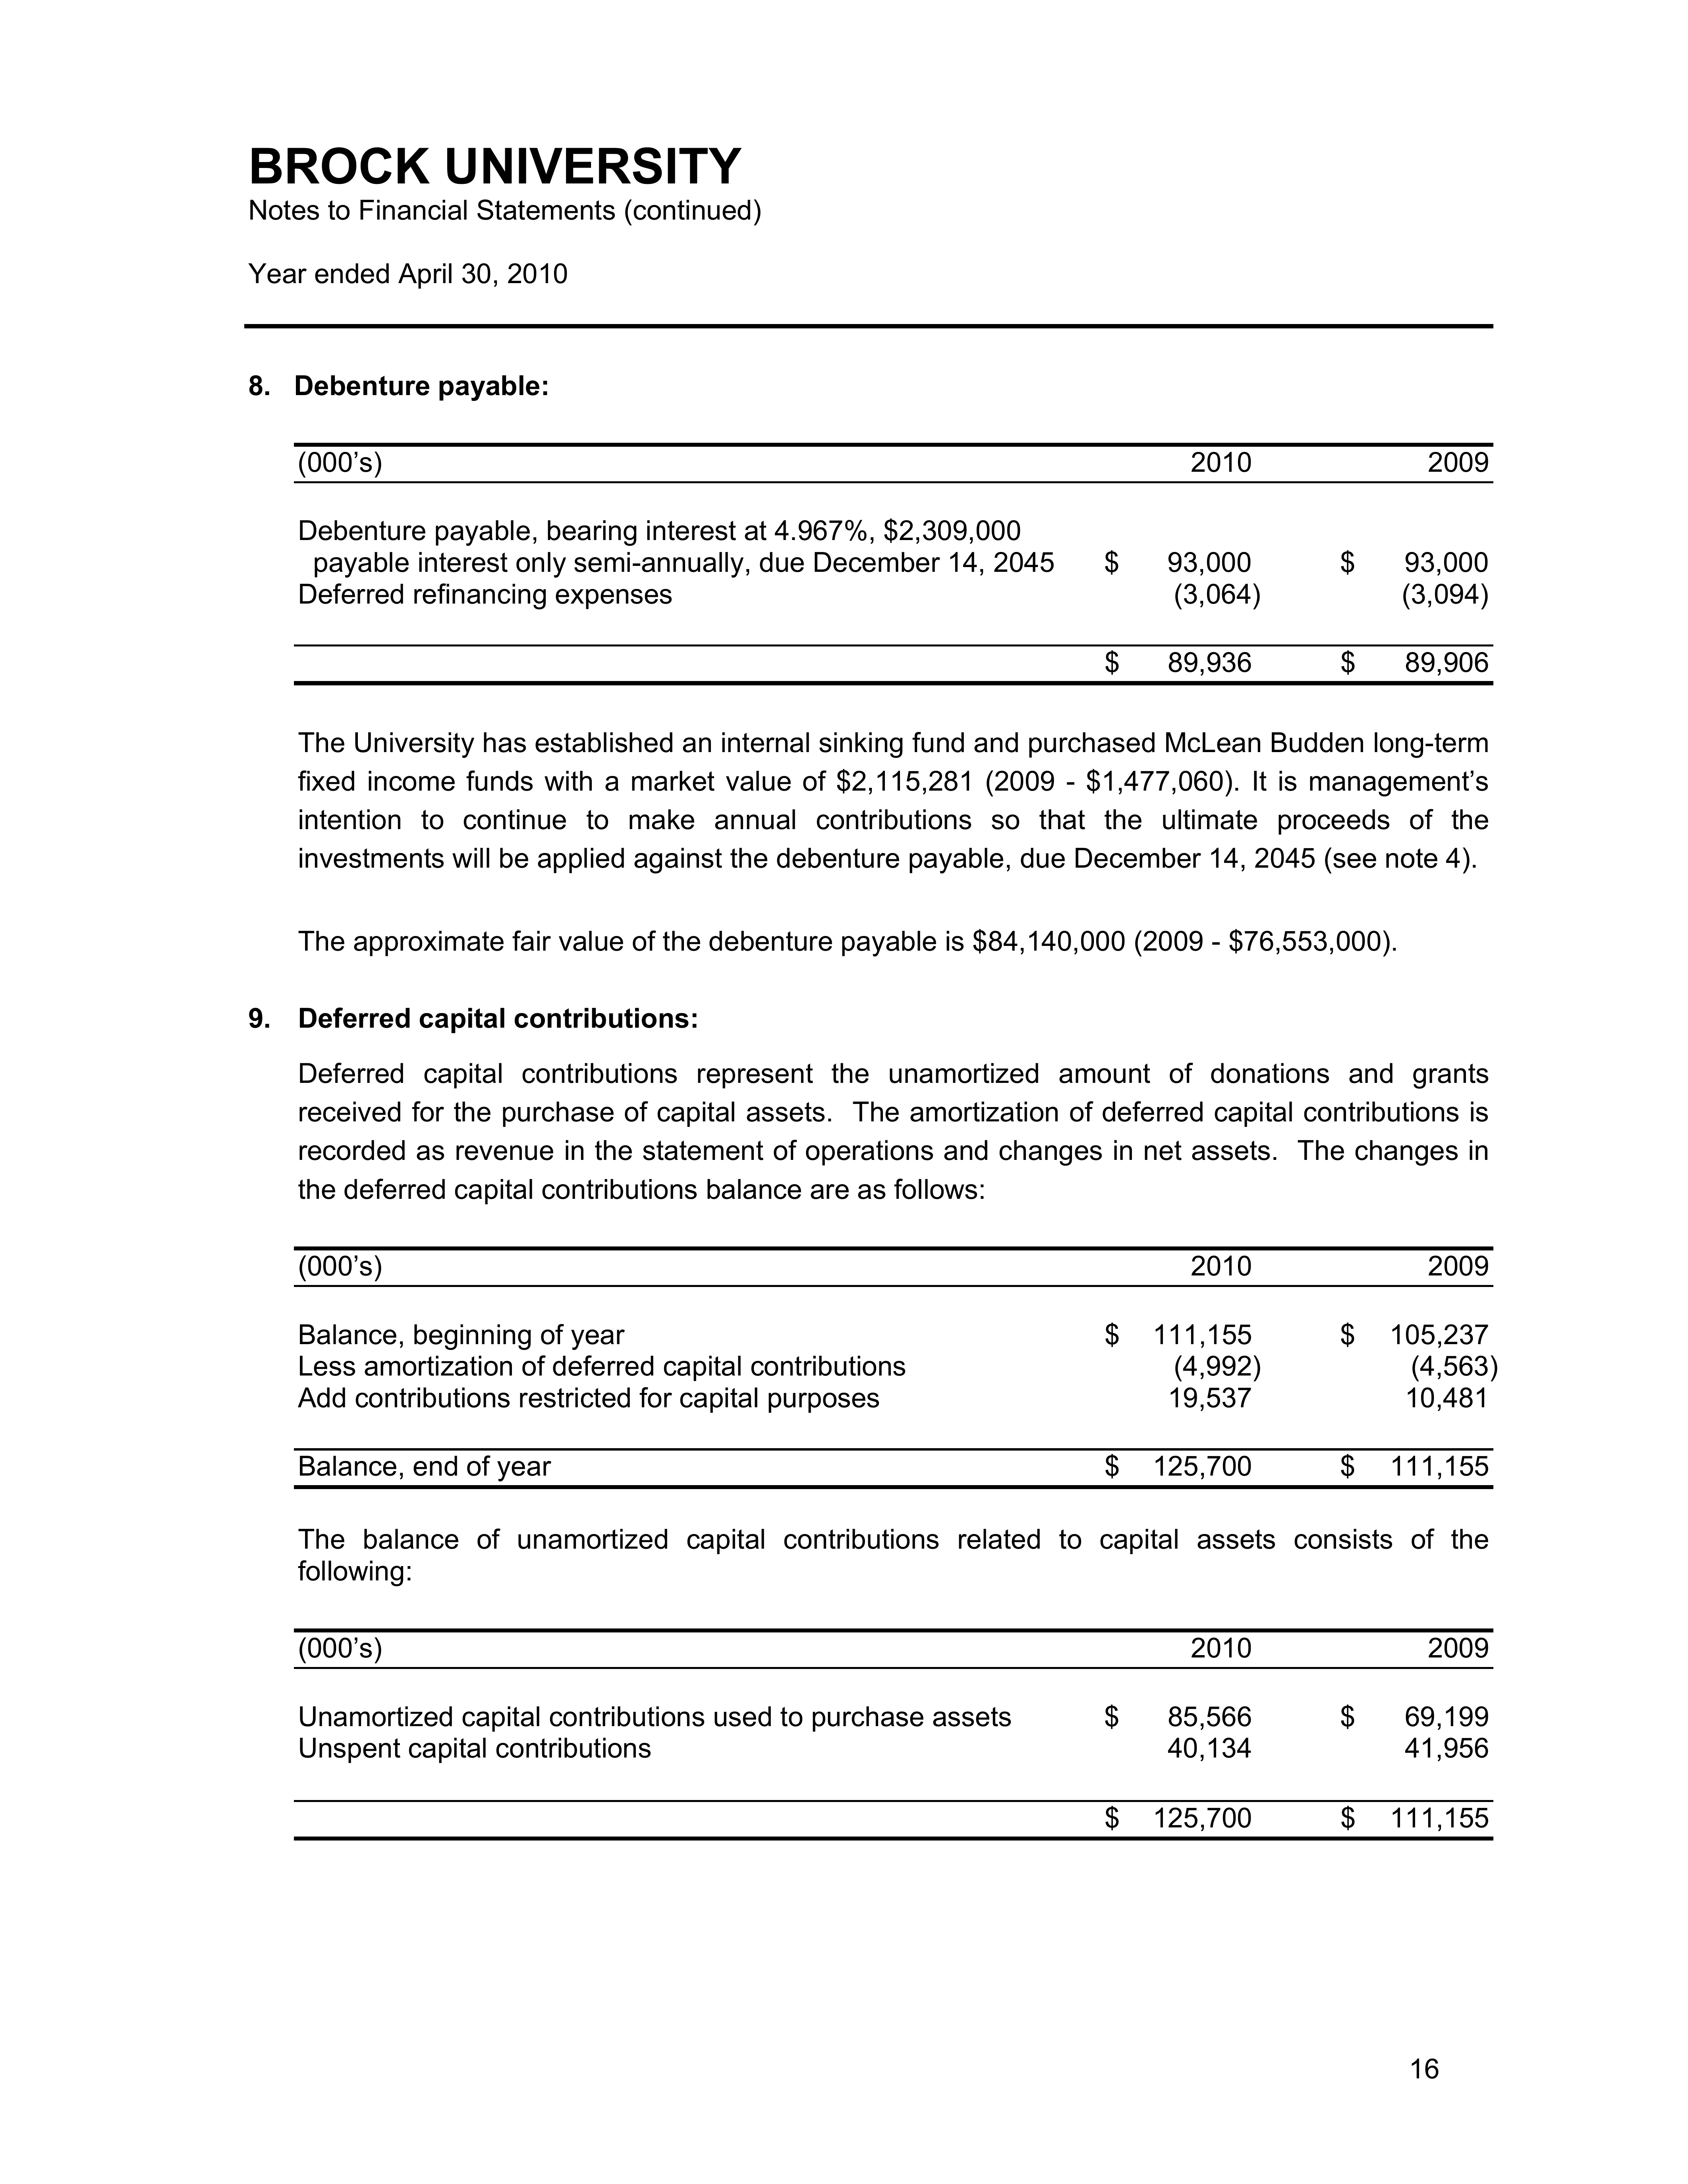 BROCK UNIVERSITY
Notes to Financial Statements (continued)
Year ended April 30, 2010
8. Debenture payable:
(000’s) 2010 2009
Debenture payable, bearing interest at 4.967%, $2,309,000
payable interest only semi-annually, due December 14, 2045 $ 93,000 $ 93,000
Deferred refinancing expenses (3,064) (3,094)
$ 89,936 $ 89,906
The University has established an internal sinking fund and purchased McLean Budden long-term
fixed income funds with a market value of $2,115,281 (2009 - $1,477,060). It is management’s
intention to continue to make annual contributions so that the ultimate proceeds of the
investments will be applied against the debenture payable, due December 14, 2045 (see note 4).
The approximate fair value of the debenture payable is $84,140,000 (2009 - $76,553,000).
9. Deferred capital contributions:
Deferred capital contributions represent the unamortized amount of donations and grants
received for the purchase of capital assets. The amortization of deferred capital contributions is
recorded as revenue in the statement of operations and changes in net assets. The changes in
the deferred capital contributions balance are as follows:
(000’s) 2010 2009
Balance, beginning of year $ 111,155 $ 105,237
Less amortization of deferred capital contributions (4,992) (4,563)
Add contributions restricted for capital purposes 19,537 10,481
Balance, end of year $ 125,700 $ 111,155
The balance of unamortized capital contributions related to capital assets consists of the
following:
(000’s) 2010 2009
Unamortized capital contributions used to purchase assets $ 85,566 $ 69,199
Unspent capital contributions 40,134 41,956
$ 125,700 $ 111,155
16